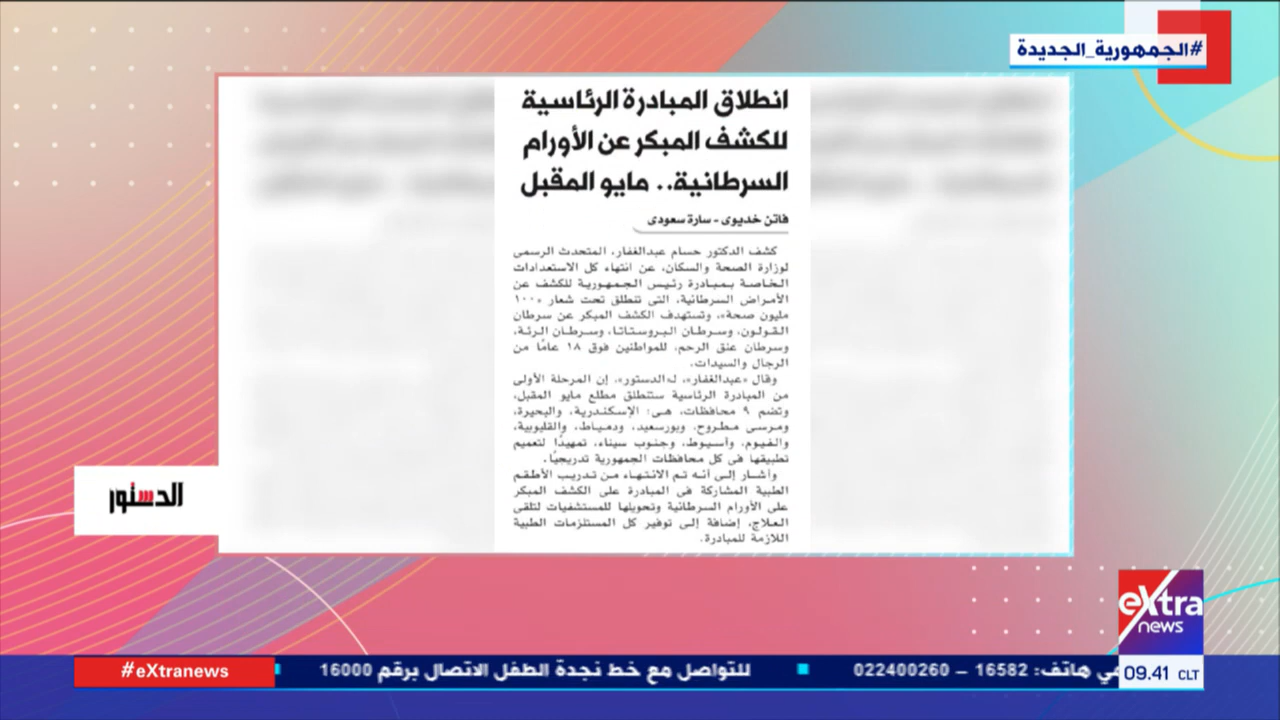 #الجمهورية_الجديدة
انطلاق المبادرة الرئاسية
للكشف المبكر عن الأورام
السرطانية.. مايو المقبل
فاتن خديوى - سارة سعودى
كشف الدكتور حسام عبدالغفار، المتحدث الرسمى
لوزارة الصحة والسكان، عن انتهاء كل الاستعدادات
الخاصة بمبادرة رئيس الجمهورية للكشف عن
الأمراض السرطانية، التى تنطلق تحت شعار «١٠٠
مليون صحة»، وتستهدف الكشف المبكر عن سرطان
القولون، وسرطان البروستاتا، وسرطان الرئة،
وسرطان عنق الرحم، للمواطنين فوق ١٨ عامًا من
الرجال والسيدات.
وقال «عبدالغفار»، لـ«الدستور»، إن المرحلة الأولى
من المبادرة الرئاسية ستنطلق مطلع مايو المقبل،
وتضم ٩ محافظات، هى: الإسكندرية، والبحيرة،
ومرسى مطروح، وبورسعيد، ودمياط، والقليوبية،
والفيوم، وأسيوط، وجنوب سيناء، تمهيدًا لتعميم
تطبيقها فى كل محافظات الجمهورية تدريجيًا.
وأشار إلى أنه تم الانتهاء من تدريب الأطقم
الطبية المشاركة فى المبادرة على الكشف المبكر
على الأورام السرطانية وتحويلها للمستشفيات لتلقى
العلاج، إضافة إلى توفير كل المستلزمات الطبية
اللازمة للمبادرة.
الدستور
eXtra
news
#eXtranews
مي هاتف: 16582 – 022400260 للتواصل مع خط نجدة الطفل الاتصال برقم 16000
09.41 CLT